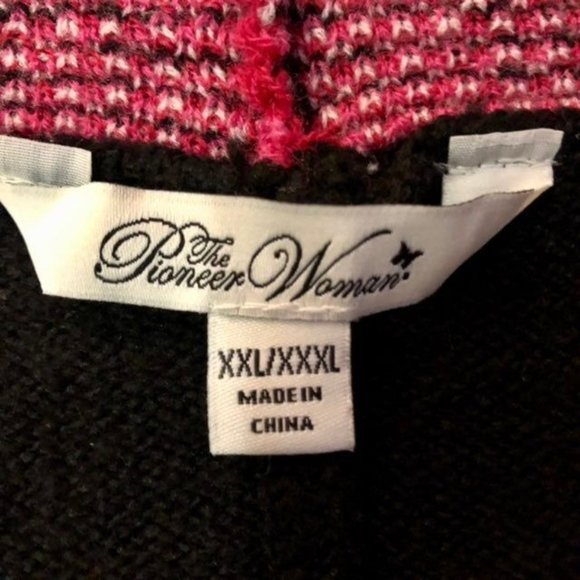 The
Pioneer Woman
XXL/XXXL
MADE IN
CHINA